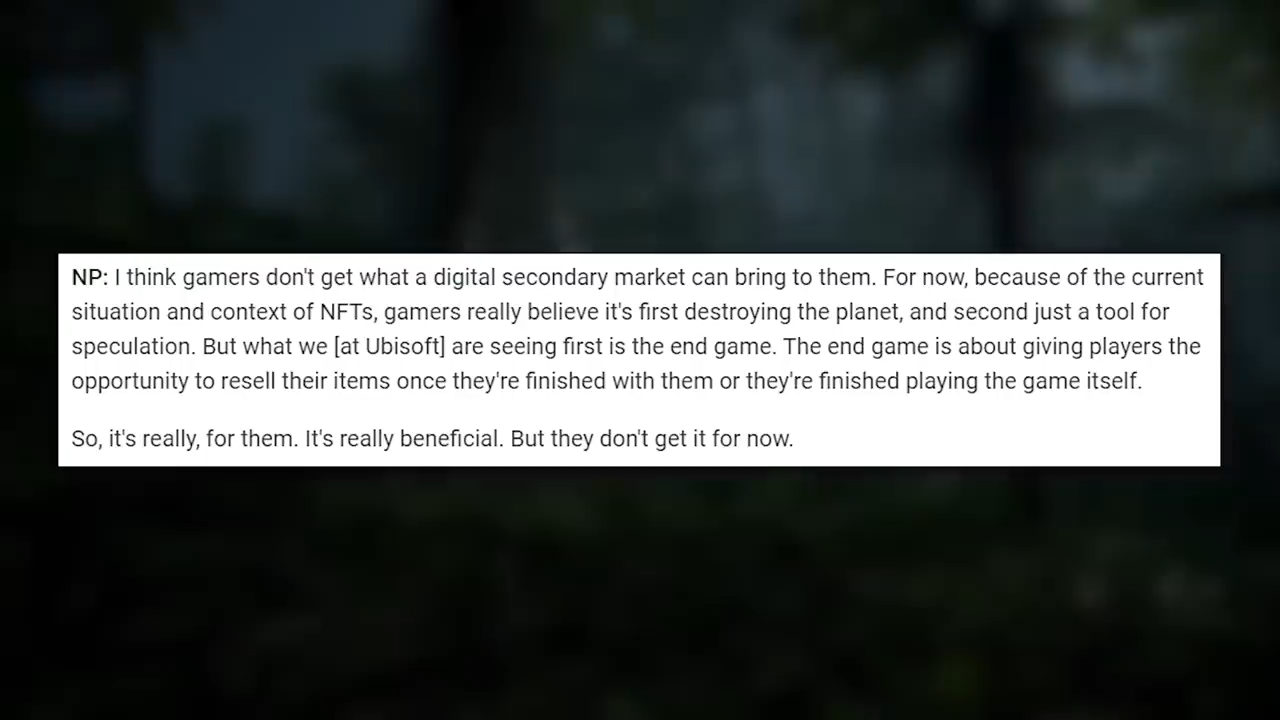 NP: I think gamers don't get what a digital secondary market can bring to them. For now, because of the current
situation and context of NFTs, gamers really believe it's first destroying the planet, and second just a tool for
speculation. But what we [at Ubisoft] are seeing first is the end game. The end game is about giving players the
opportunity to resell their items once they're finished with them or they're finished playing the game itself.
So, it's really, for them. It's really beneficial. But they don't get it for now.